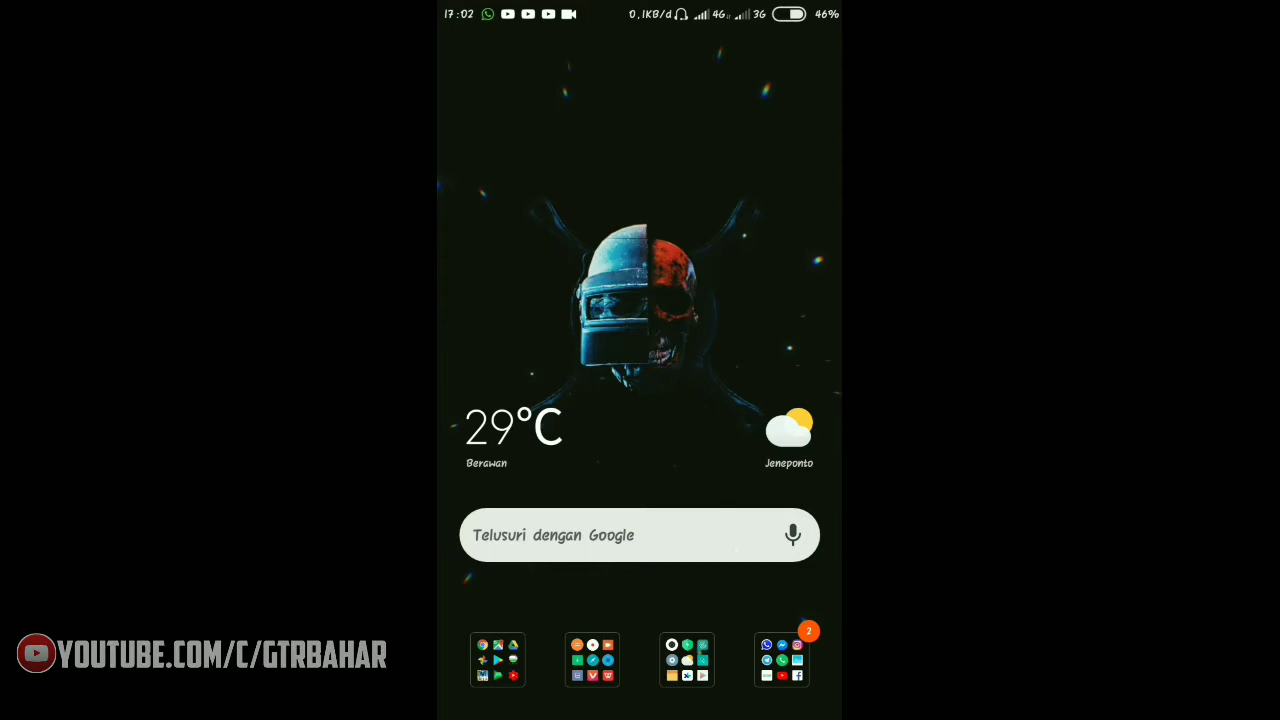 17:02
0,1KB/d 4G 3G 46%
29°C
Berawan
Jeneponto
Telusuri dengan Google
2
YOUTUBE.COM/C/GTRBAHAR